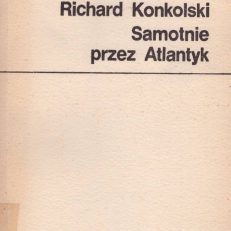 Richard Konkolski
Samotnie
przez Atlantyk